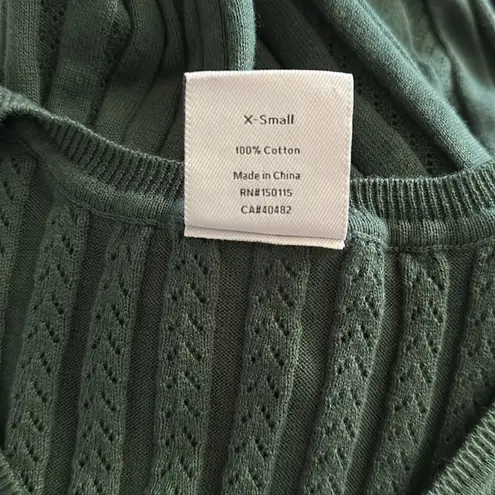 X-Small
100% Cotton
Made in China
RN#150115
CA#40482